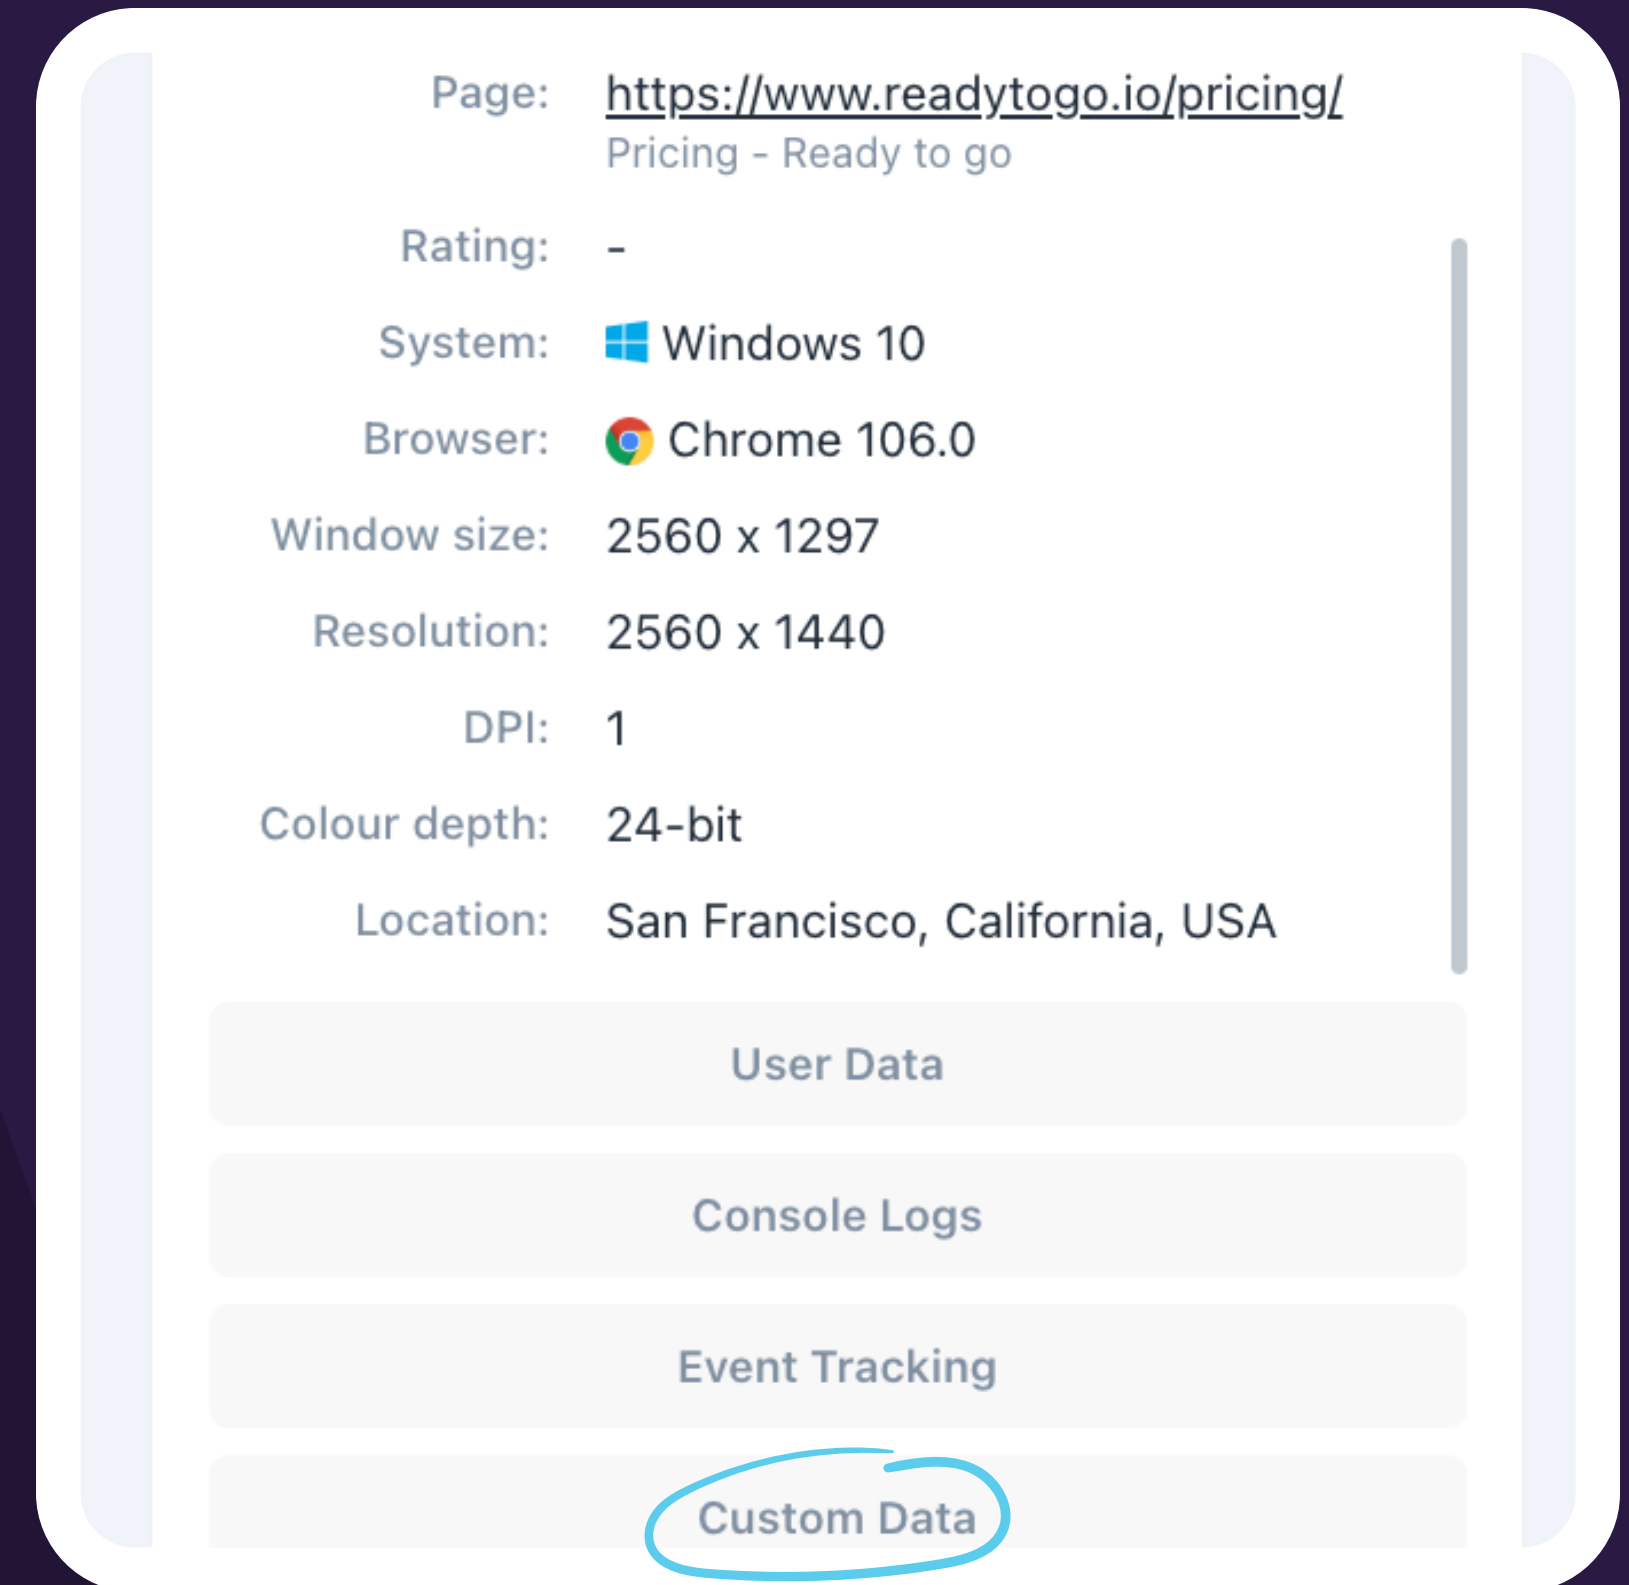 Page: https://www.readytogo.io/pricing/
Pricing - Ready to go
Rating: -
System: Windows 10
Browser: Chrome 106.0
Window size: 2560 x 1297
Resolution: 2560 x 1440
DPI: 1
Colour depth: 24-bit
Location: San Francisco, California, USA
User Data
Console Logs
Event Tracking
Custom Data